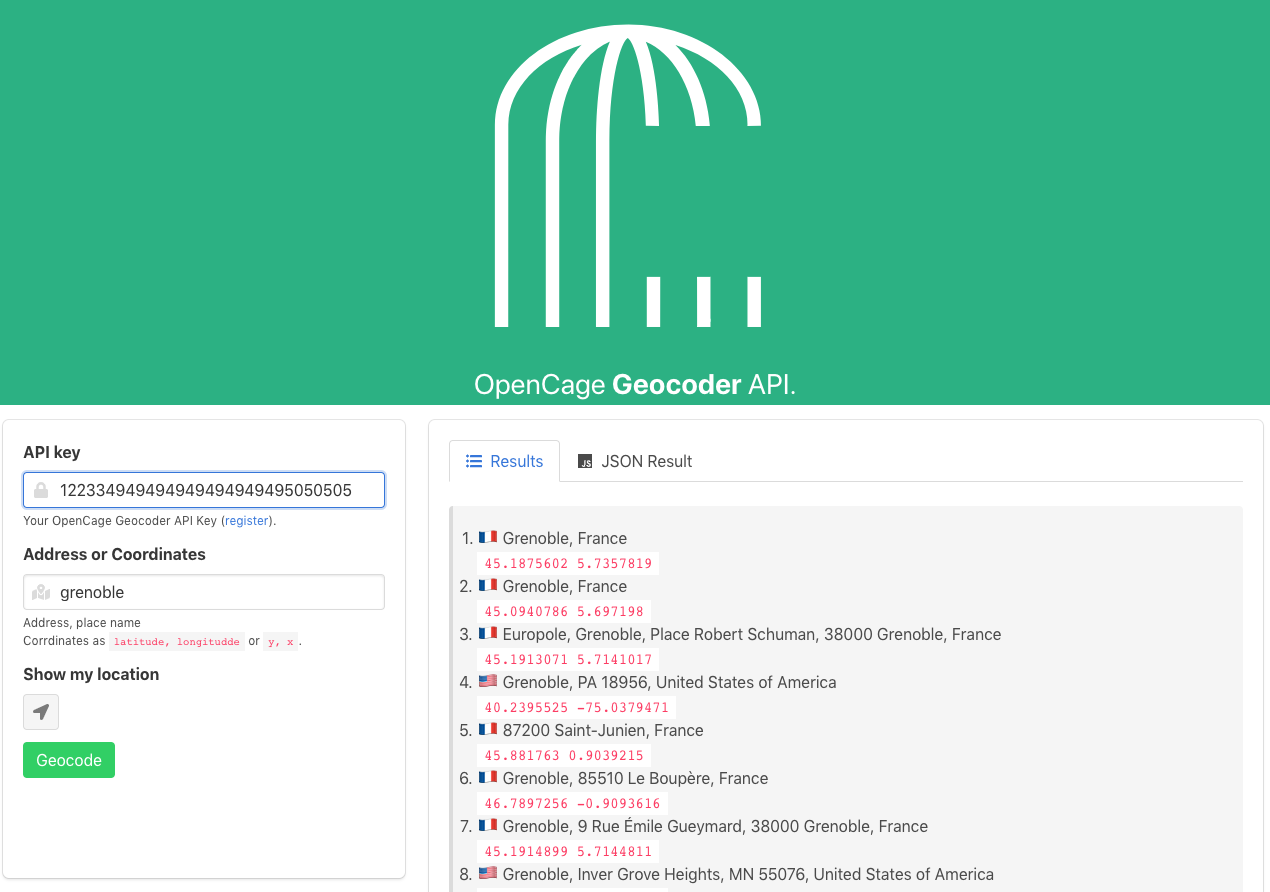 OpenCage Geocoder API.
API key
122334949494949494949495050505
Your OpenCage Geocoder API Key (register).
Address or Coordinates
grenoble
Address, place name
Corrdinates as latitude, longitudde or y, x.
Show my location
Geocode
Results JSON Result
1. Grenoble, France
45.1875602 5.7357819
2. Grenoble, France
45.0940786 5.697198
3. Europole, Grenoble, Place Robert Schuman, 38000 Grenoble, France
45.1913071 5.7141017
4. Grenoble, PA 18956, United States of America
40.2395525 -75.0379471
5. 87200 Saint-Junien, France
45.881763 0.9039215
6. Grenoble, 85510 Le Boupère, France
46.7897256 -0.9093616
7. Grenoble, 9 Rue Émile Gueymard, 38000 Grenoble, France
45.1914899 5.7144811
8. Grenoble, Inver Grove Heights, MN 55076, United States of America